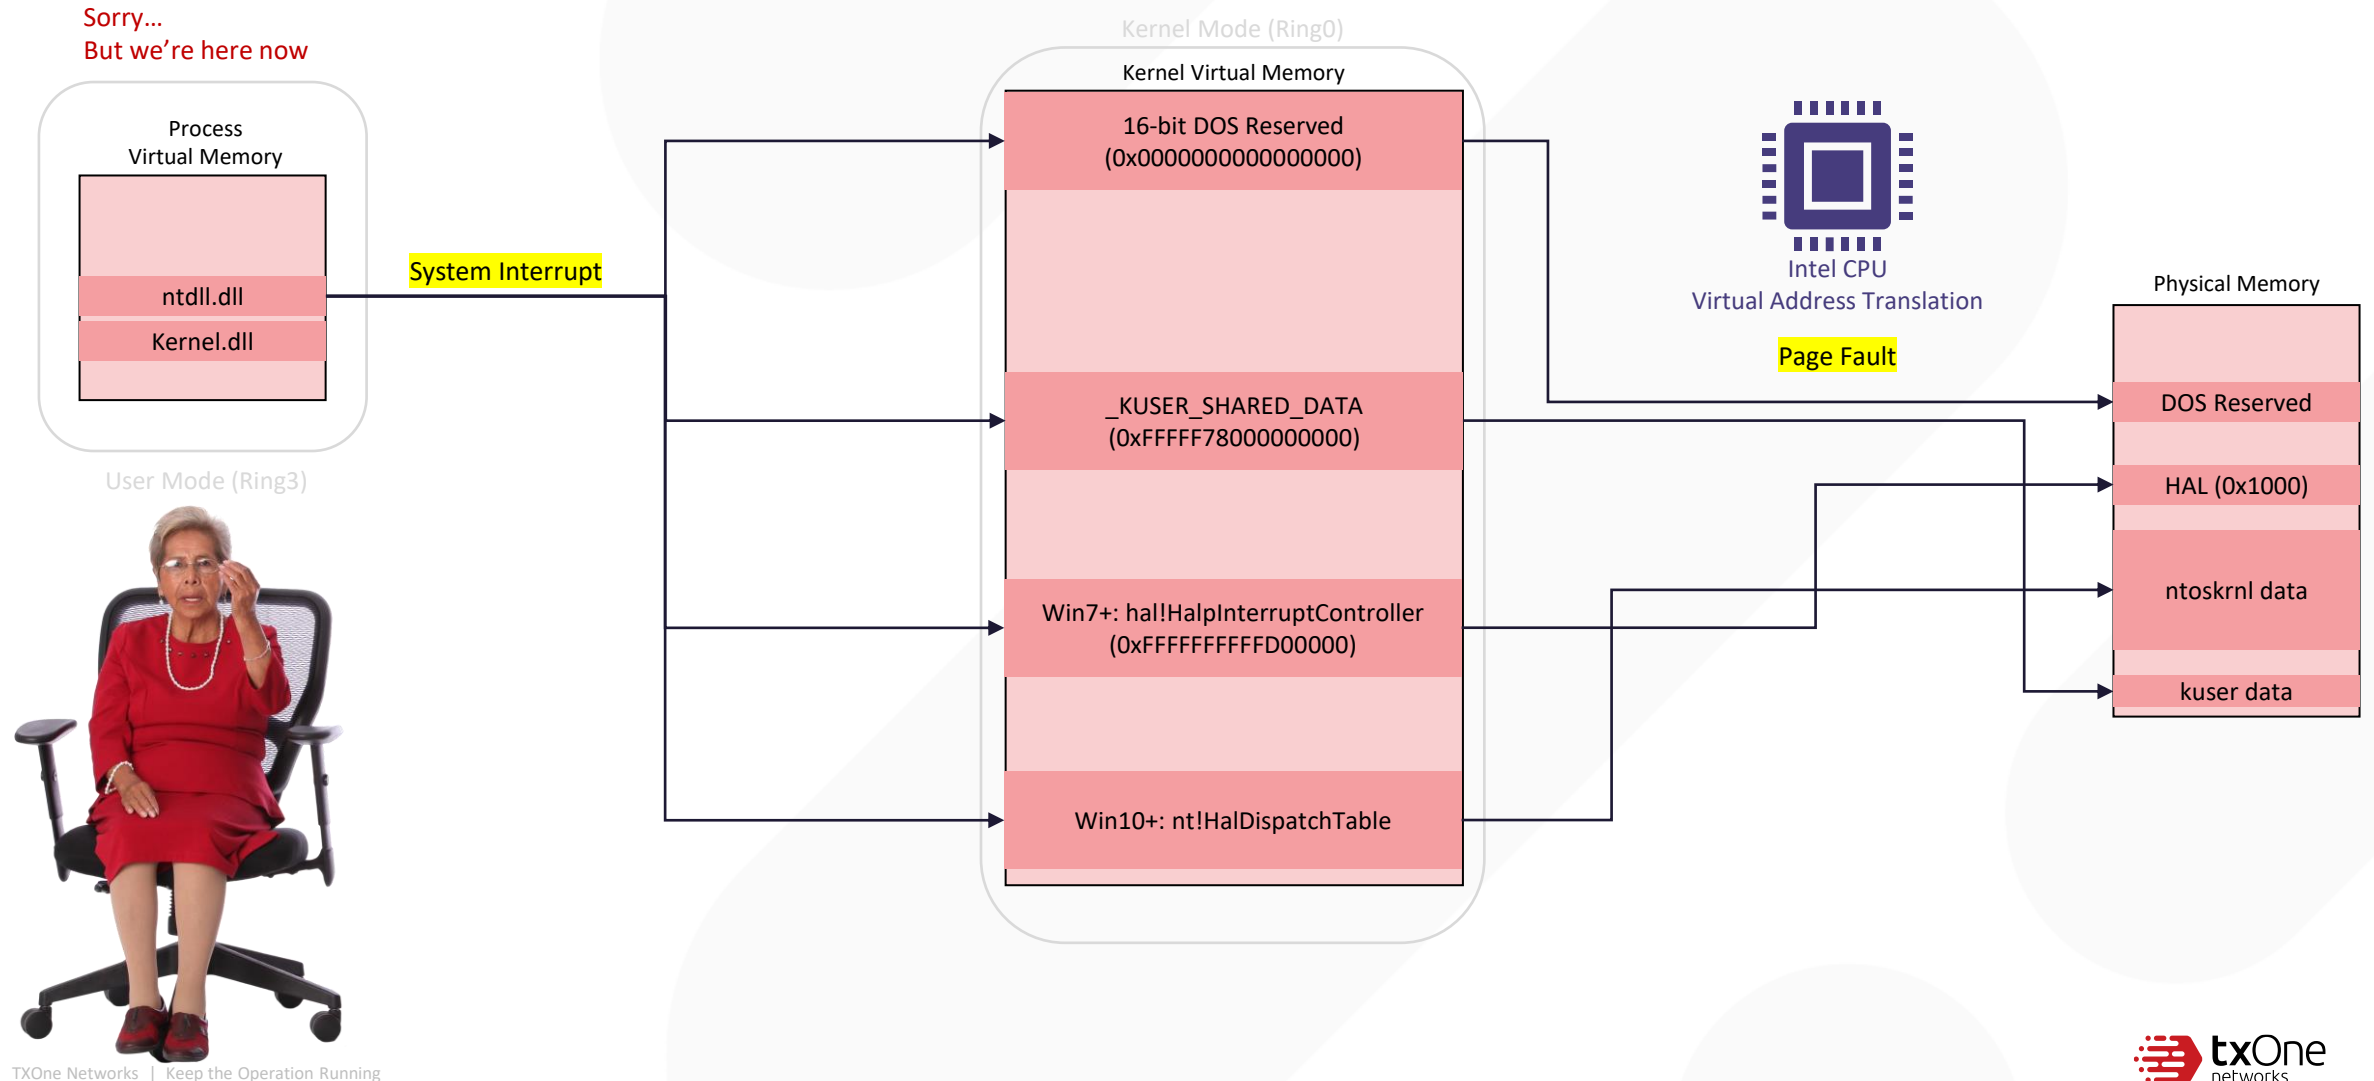 Sorry...
But we're here now
Process
Virtual Memory
ntdll.dll
Kernel.dll
User Mode (Ring3)
System Interrupt
Kernel Mode (Ring0)
Kernel Virtual Memory
16-bit DOS Reserved
(0x0000000000000000)
_KUSER_SHARED_DATA
(0xFFFFF78000000000)
Win7+: hal!HalpInterruptController
(0xFFFFFFFFFFD00000)
Win10+: nt!HalDispatchTable
Intel CPU
Virtual Address Translation
Page Fault
Physical Memory
DOS Reserved
HAL (0x1000)
ntoskrnl data
kuser data
TXOne Networks | Keep the Operation Running
txOne
networks